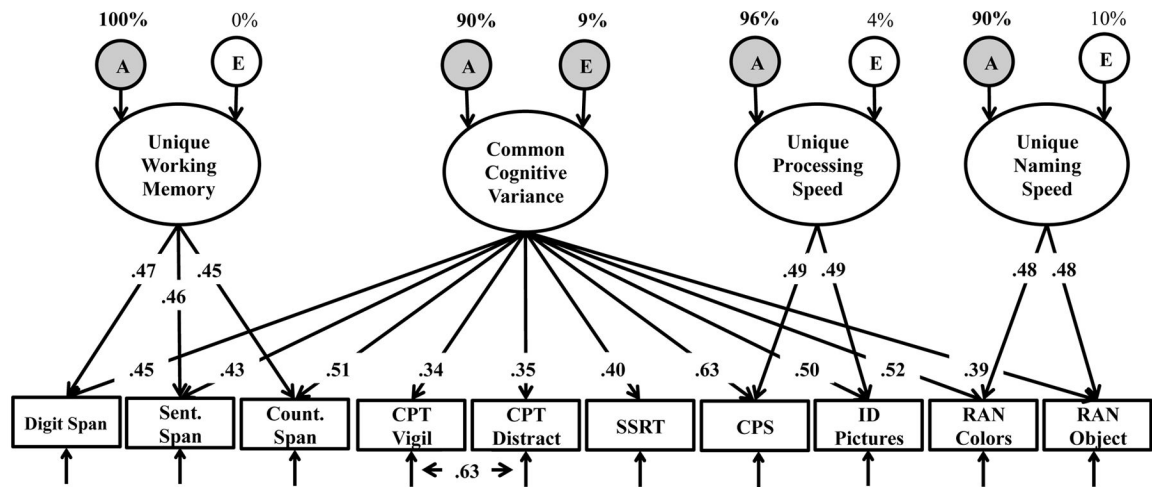 100% 0% 90% 9% 96% 4% 90% 10%
A E A E A E A E
Unique
Working
Memory
Common
Cognitive
Variance
Unique
Processing
Speed
Unique
Naming
Speed
.47 .46 .45 .49 .49 .48 .48
.45 .43 .51 .34 .35 .40 .63 .50 .52 .39
Digit Span
Sent.
Span
Count.
Span
CPT
Vigil
CPT
Distract
SSRT
CPS
ID
Pictures
RAN
Colors
RAN
Object
.63